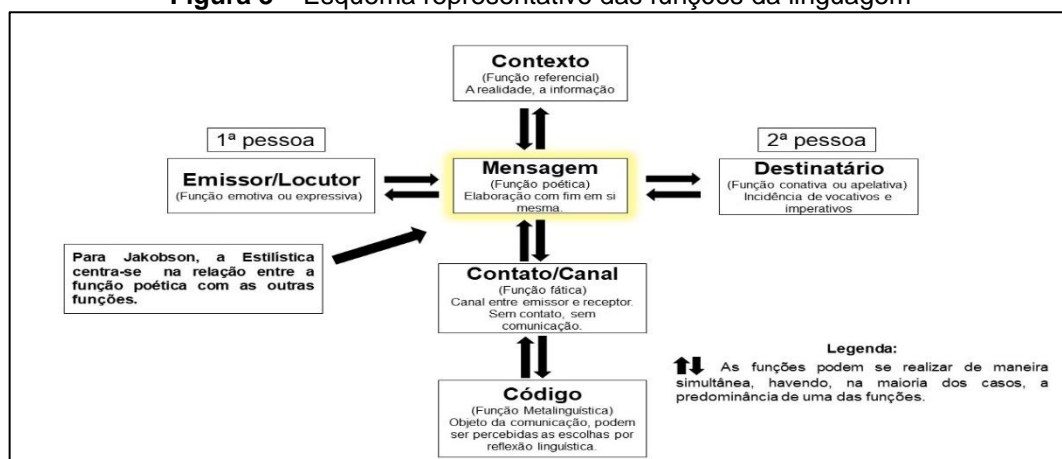 Figura 3 – Esquema representativo das funções da linguagem
Contexto
(Função referencial)
A realidade, a informação
1ª pessoa
2ª pessoa
Emissor/Locutor
(Função emotiva ou expressiva)
Mensagem
(Função poética)
Elaboração com fim em si
mesma.
Destinatário
(Função conativa ou apelativa)
Incidência de vocativos e
imperativos
Para Jakobson, a Estilística
centra-se na relação entre a
função poética com as outras
funções.
Contato/Canal
(Função fática)
Canal entre emissor e receptor.
Sem contato, sem
comunicação.
Legenda:
As funções podem se realizar de maneira
simultânea, havendo, na maioria dos casos, a
predominância de uma das funções.
Código
(Função Metalinguística)
Objeto da comunicação, podem
ser percebidas as escolhas por
reflexão linguística.